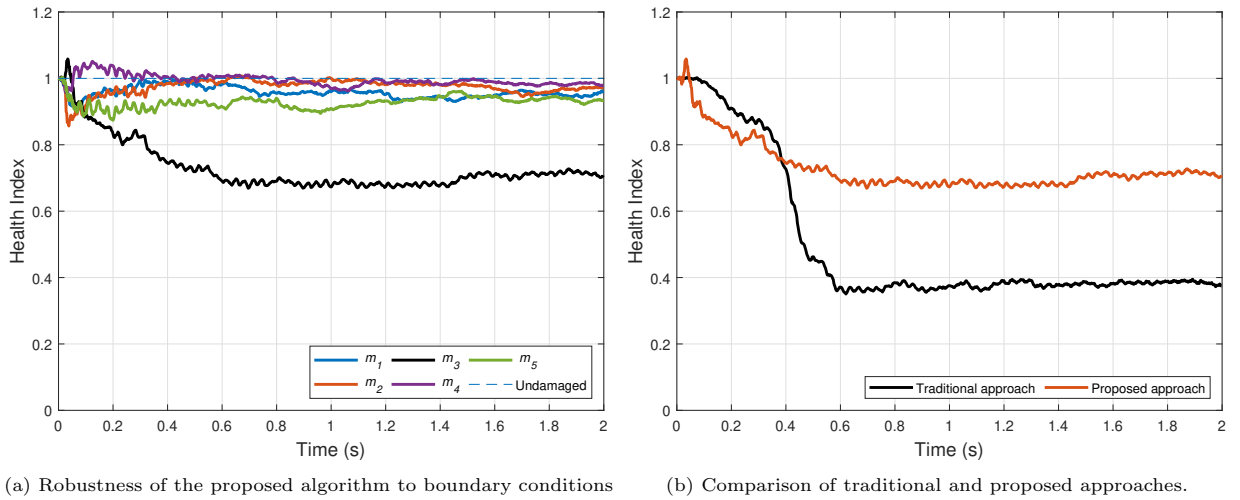 1.2
1
0.8
0.6
0.4
0.2
0
Health Index
0 0.2 0.4 0.6 0.8 1 1.2 1.4 1.6 1.8 2
Time (s)
m1 m3 m5
m2 m4 Undamaged
(a) Robustness of the proposed algorithm to boundary conditions
1.2
1
0.8
0.6
0.4
0.2
0
Health Index
0 0.2 0.4 0.6 0.8 1 1.2 1.4 1.6 1.8 2
Time (s)
Traditional approach Proposed approach
(b) Comparison of traditional and proposed approaches.